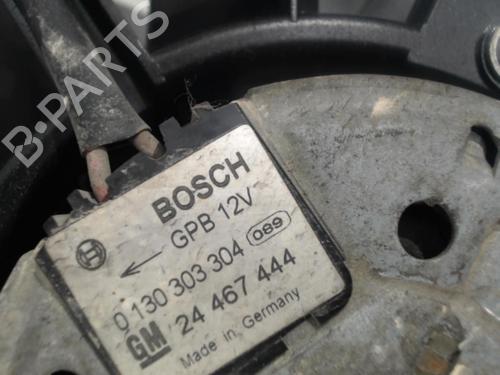 B-PARTS
BOSCH
GPB 12V
0 130 303 304 089
GM 24 467 444
Made in Germany